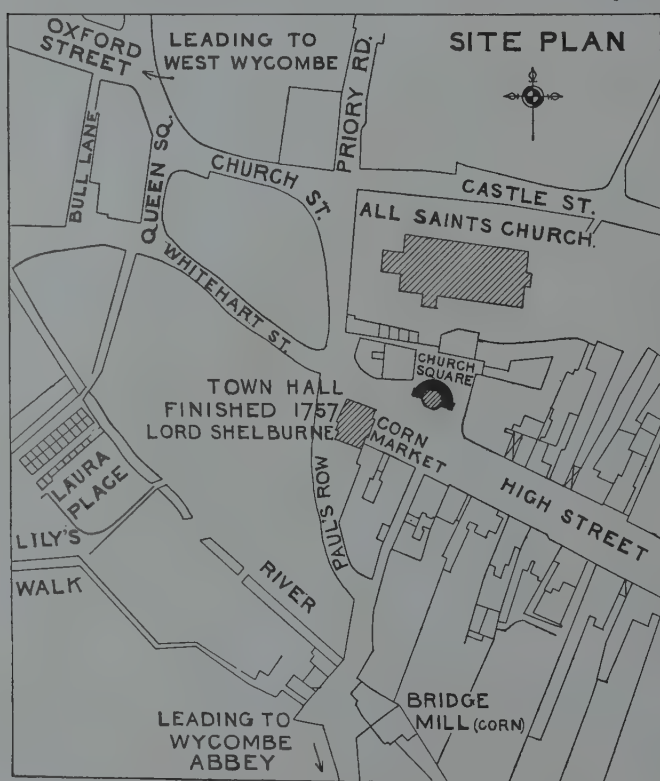 OXFORD
STREET
LEADING TO
WEST WYCOMBE
PRIORY RD.
SITE PLAN
BULL LANE
QUEEN SQ.
CHURCH ST.
CASTLE ST.
ALL SAINTS CHURCH.
WHITEHART ST.
CHURCH
SQUARE
TOWN HALL
FINISHED 1757
LORD SHELBURNE
CORN
MARKET
HIGH STREET
PAUL'S ROW
LAURA
PLACE
LILY'S
WALK
RIVER
BRIDGE
MILL (CORN)
LEADING TO
WYCOMBE
ABBEY